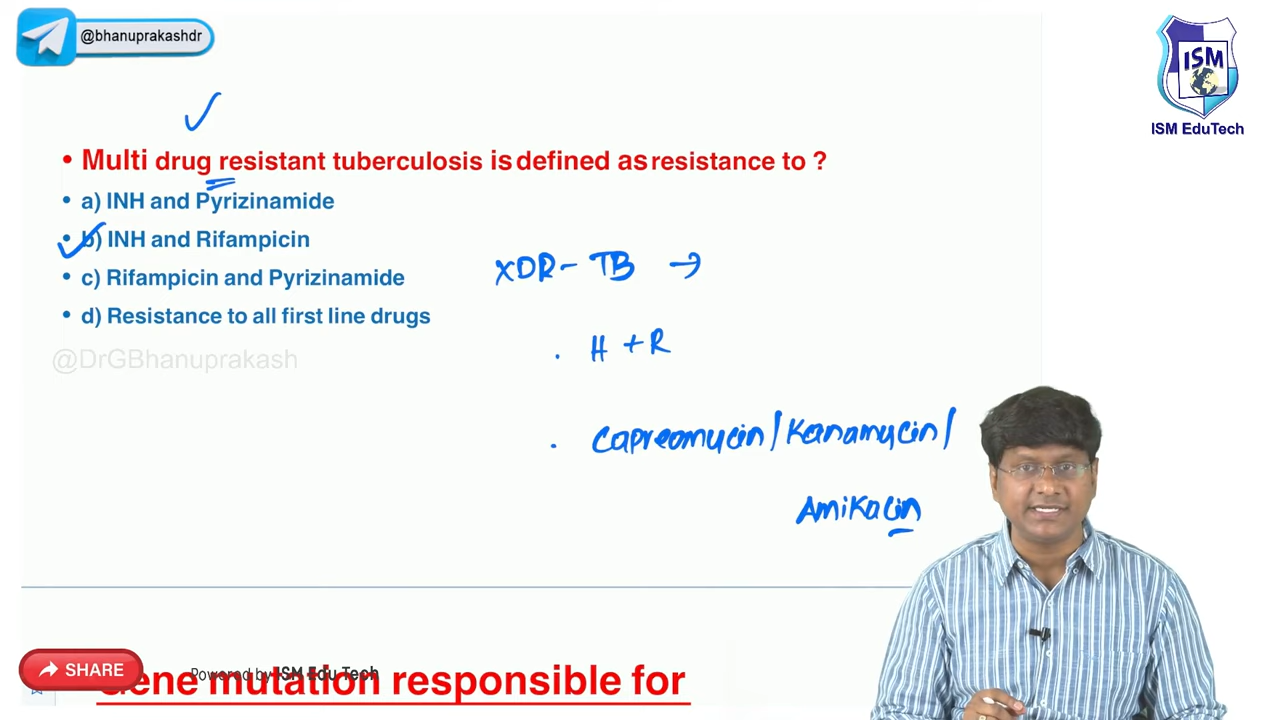 @bhanuprakashdr
ISM
ISM EduTech
• Multi drug resistant tuberculosis is defined as resistance to ?
• a) INH and Pyrizinamide
• b) INH and Rifampicin
• c) Rifampicin and Pyrizinamide
• d) Resistance to all first line drugs
XDR- TB →
. H + R
. Capreomycin/Kanamycin/
Amikacin
@DrGBhanuprakash
SHARE
Powered by ISM Edu Tech
Gene mutation responsible for